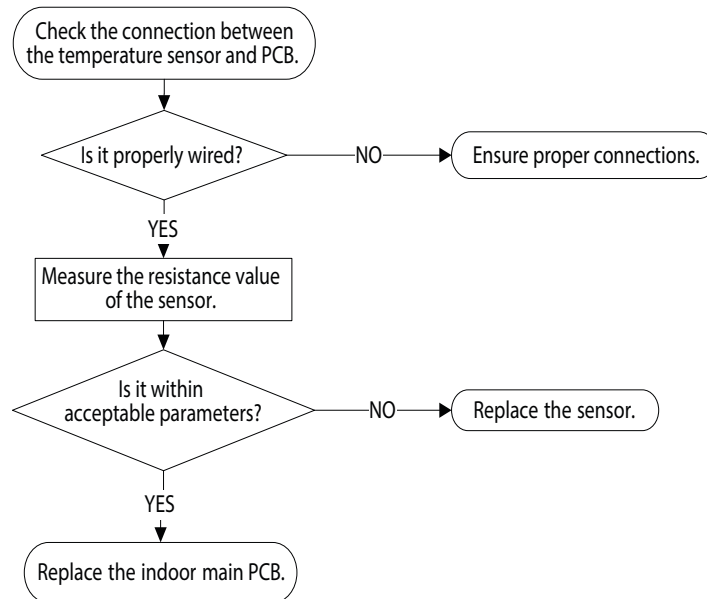 Check the connection between
the temperature sensor and PCB.
Is it properly wired?
NO
Ensure proper connections.
YES
Measure the resistance value
of the sensor.
Is it within
acceptable parameters?
NO
Replace the sensor.
YES
Replace the indoor main PCB.